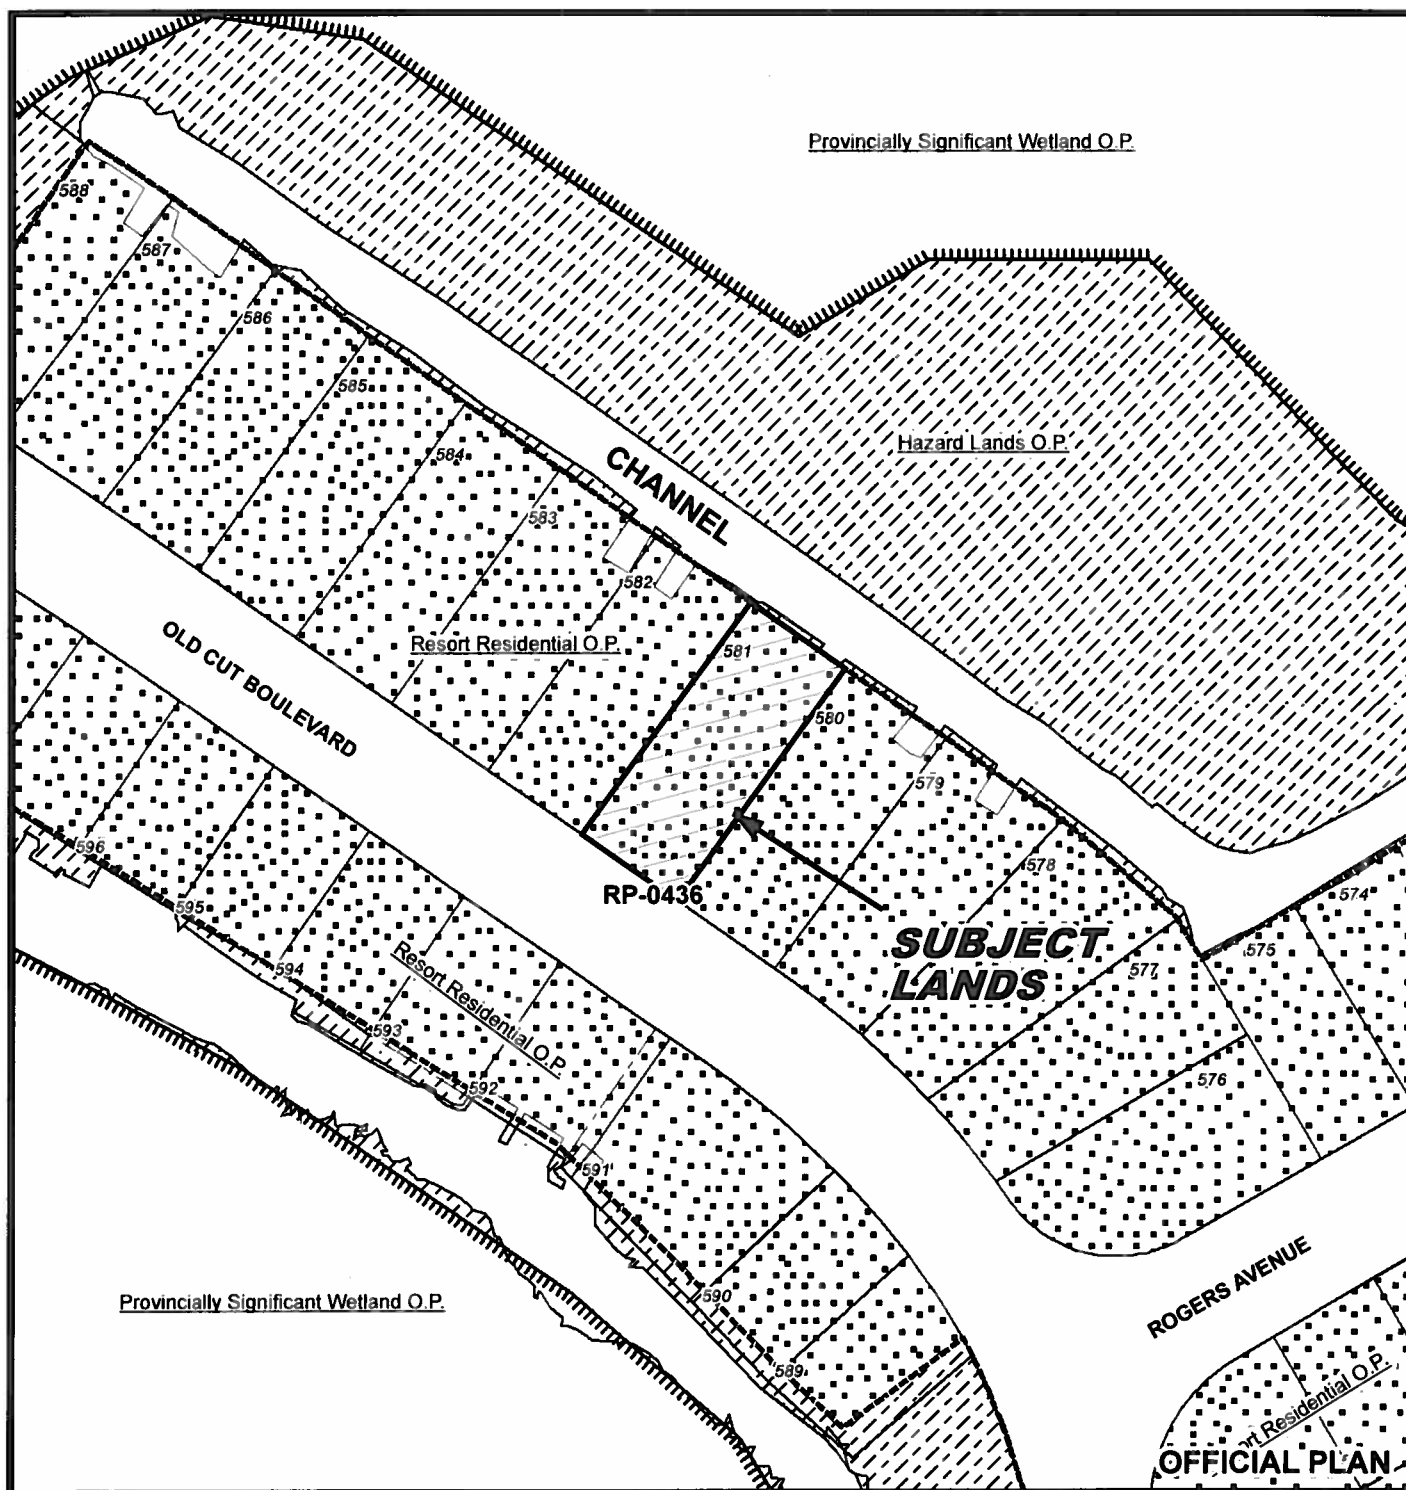 Provincially Significant Wetland O.P.
588
587
586
585
584
583
582
581
580
579
578
577
576
575
574
Hazard Lands O.P.
CHANNEL
Resort Residential O.P.
OLD CUT BOULEVARD
RP-0436
SUBJECT
LANDS
596
595
594
593
592
591
590
589
Resort Residential O.P.
Provincially Significant Wetland O.P.
ROGERS AVENUE
ort Residential O.P.
OFFICIAL PLAN